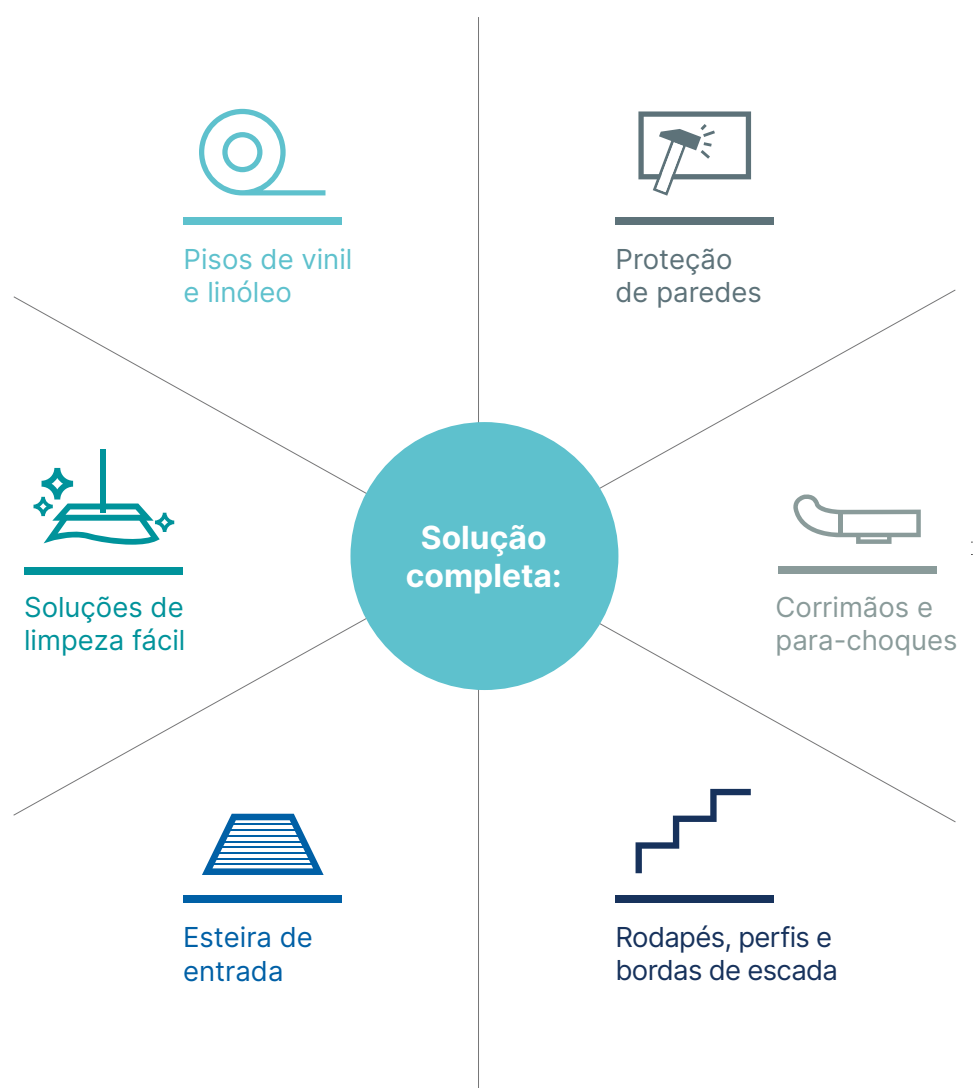 Pisos de vinil
e linóleo
Proteção
de paredes
Solução
completa:
Soluções de
limpeza fácil
Corrimãos e
para-choques
Esteira de
entrada
Rodapés, perfis e
bordas de escada